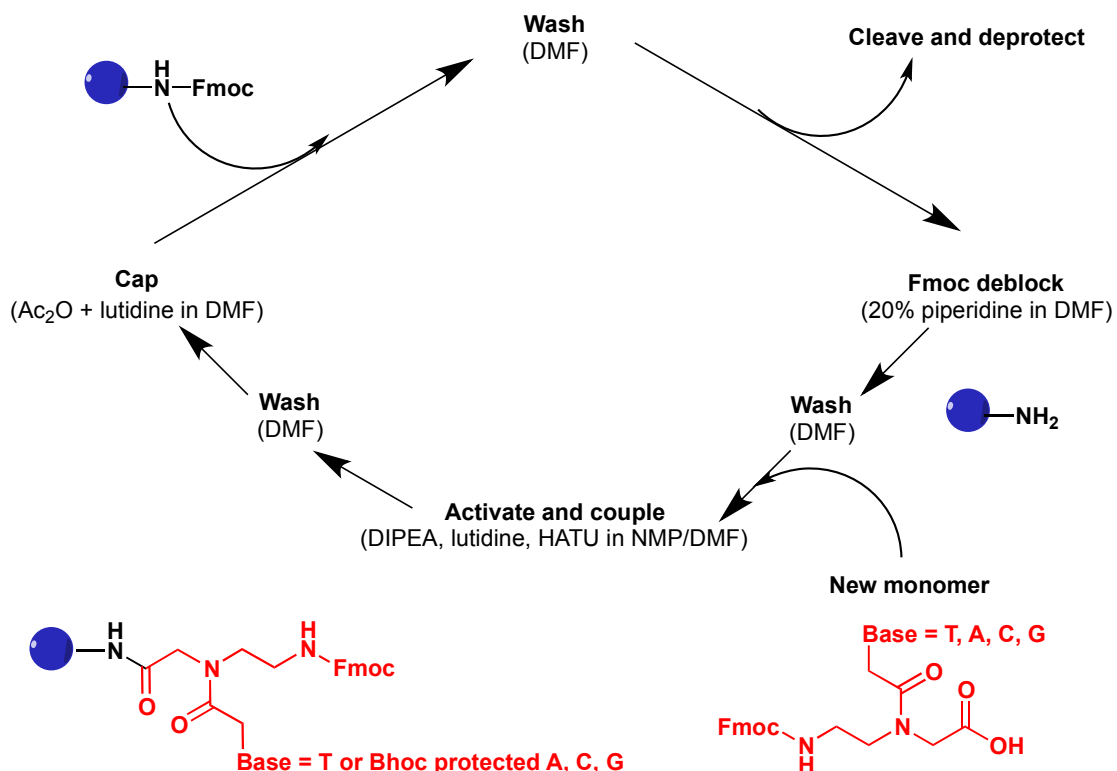 Wash
(DMF)
Cleave and deprotect
H
N
Fmoc
Cap
(Ac2O + lutidine in DMF)
Fmoc deblock
(20% piperidine in DMF)
Wash
(DMF)
Wash
(DMF)
NH2
Activate and couple
(DIPEA, lutidine, HATU in NMP/DMF)
New monomer
H
N
O
N
H
N
Fmoc
O
Base = T or Bhoc protected A, C, G
Base = T, A, C, G
O
O
Fmoc
N
H
N
OH